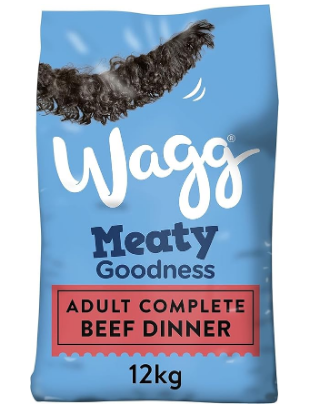 Wagg®
Meaty
Goodness
ADULT COMPLETE
BEEF DINNER
12kg